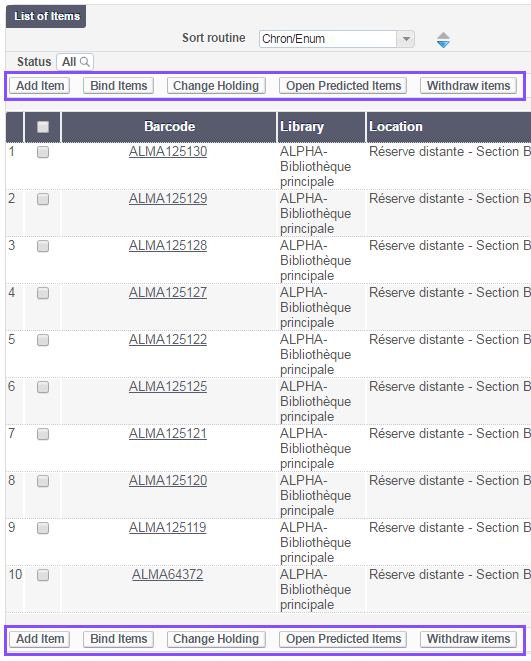 List of Items
Sort routine Chron/Enum
Status All
Add Item Bind Items Change Holding Open Predicted Items Withdraw items
Barcode Library Location
1 ALMA125130 ALPHA- Réserve distante - Section B
Bibliothèque
principale
2 ALMA125129 ALPHA- Réserve distante - Section B
Bibliothèque
principale
3 ALMA125128 ALPHA- Réserve distante - Section B
Bibliothèque
principale
4 ALMA125127 ALPHA- Réserve distante - Section B
Bibliothèque
principale
5 ALMA125122 ALPHA- Réserve distante - Section B
Bibliothèque
principale
6 ALMA125125 ALPHA- Réserve distante - Section B
Bibliothèque
principale
7 ALMA125121 ALPHA- Réserve distante - Section B
Bibliothèque
principale
8 ALMA125120 ALPHA- Réserve distante - Section B
Bibliothèque
principale
9 ALMA125119 ALPHA- Réserve distante - Section B
Bibliothèque
principale
10 ALMA64372 ALPHA- Réserve distante - Section B
Bibliothèque
principale
Add Item Bind Items Change Holding Open Predicted Items Withdraw items